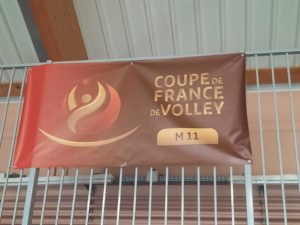 COUPE DE
FRANCE
DE VOLLEY
M 11